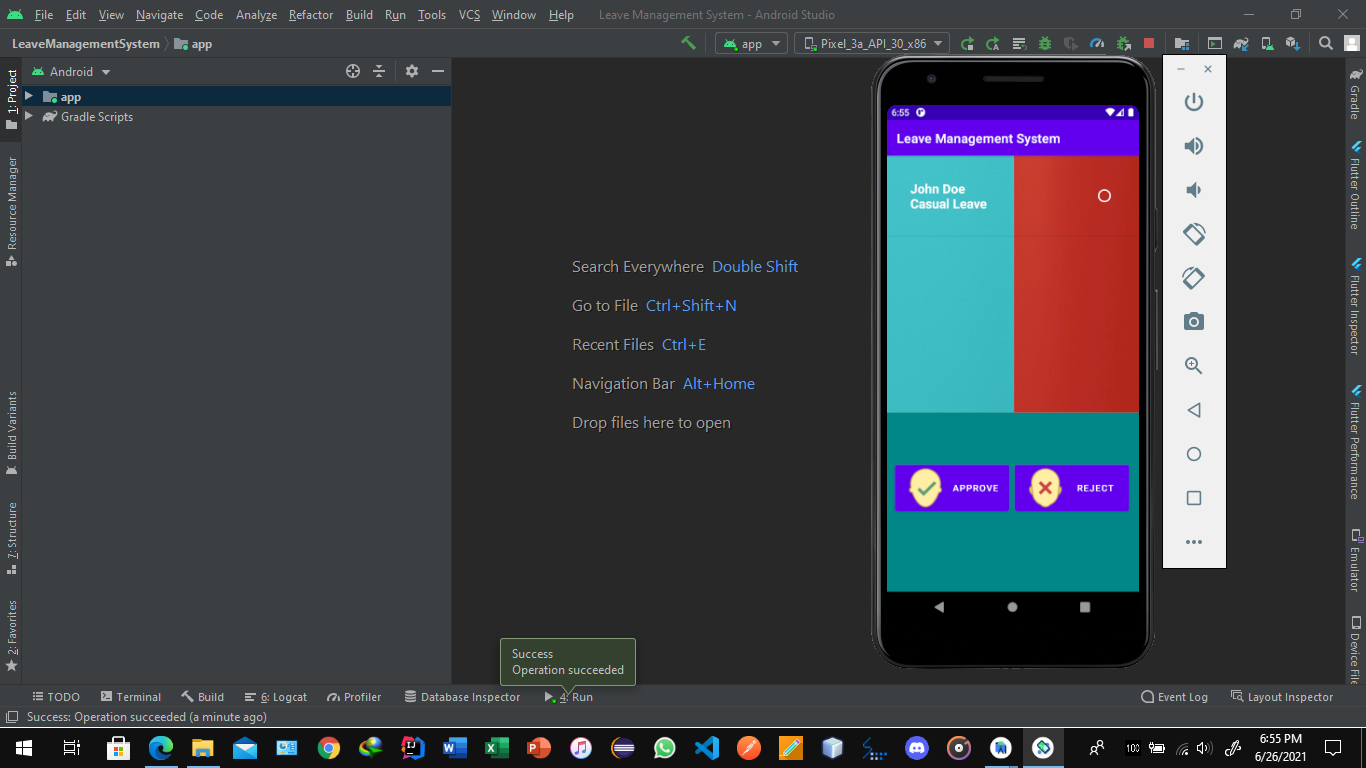 File Edit View Navigate Code Analyze Refactor Build Run Tools VCS Window Help Leave Management System - Android Studio
LeaveManagementSystem app
app Pixel_3a_API_30_x86
1: Project
Resource Manager
Build Variants
7: Structure
2: Favorites
Android
app
Gradle Scripts
Search Everywhere Double Shift
Go to File Ctrl+Shift+N
Recent Files Ctrl+E
Navigation Bar Alt+Home
Drop files here to open
6:55
Leave Management System
John Doe
Casual Leave
APPROVE REJECT
Gradle
Flutter Outline
Flutter Inspector
Flutter Performance
Emulator
Device File
Success
Operation succeeded
TODO Terminal Build 6: Logcat Profiler Database Inspector 4: Run Event Log Layout Inspector
Success: Operation succeeded (a minute ago)
100
6:55 PM
6/26/2021